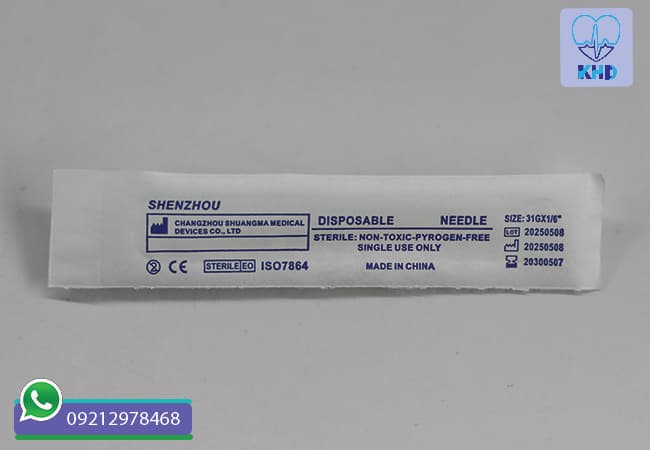 KHD
SHENZHOU
CHANGZHOU SHUANGMA MEDICAL
DEVICES CO., LTD
STERILE EO ISO7864
DISPOSABLE NEEDLE
STERILE: NON-TOXIC-PYROGEN-FREE
SINGLE USE ONLY
MADE IN CHINA
SIZE: 31GX1/6"
LOT 20250508
20250508
20300507
09212978468